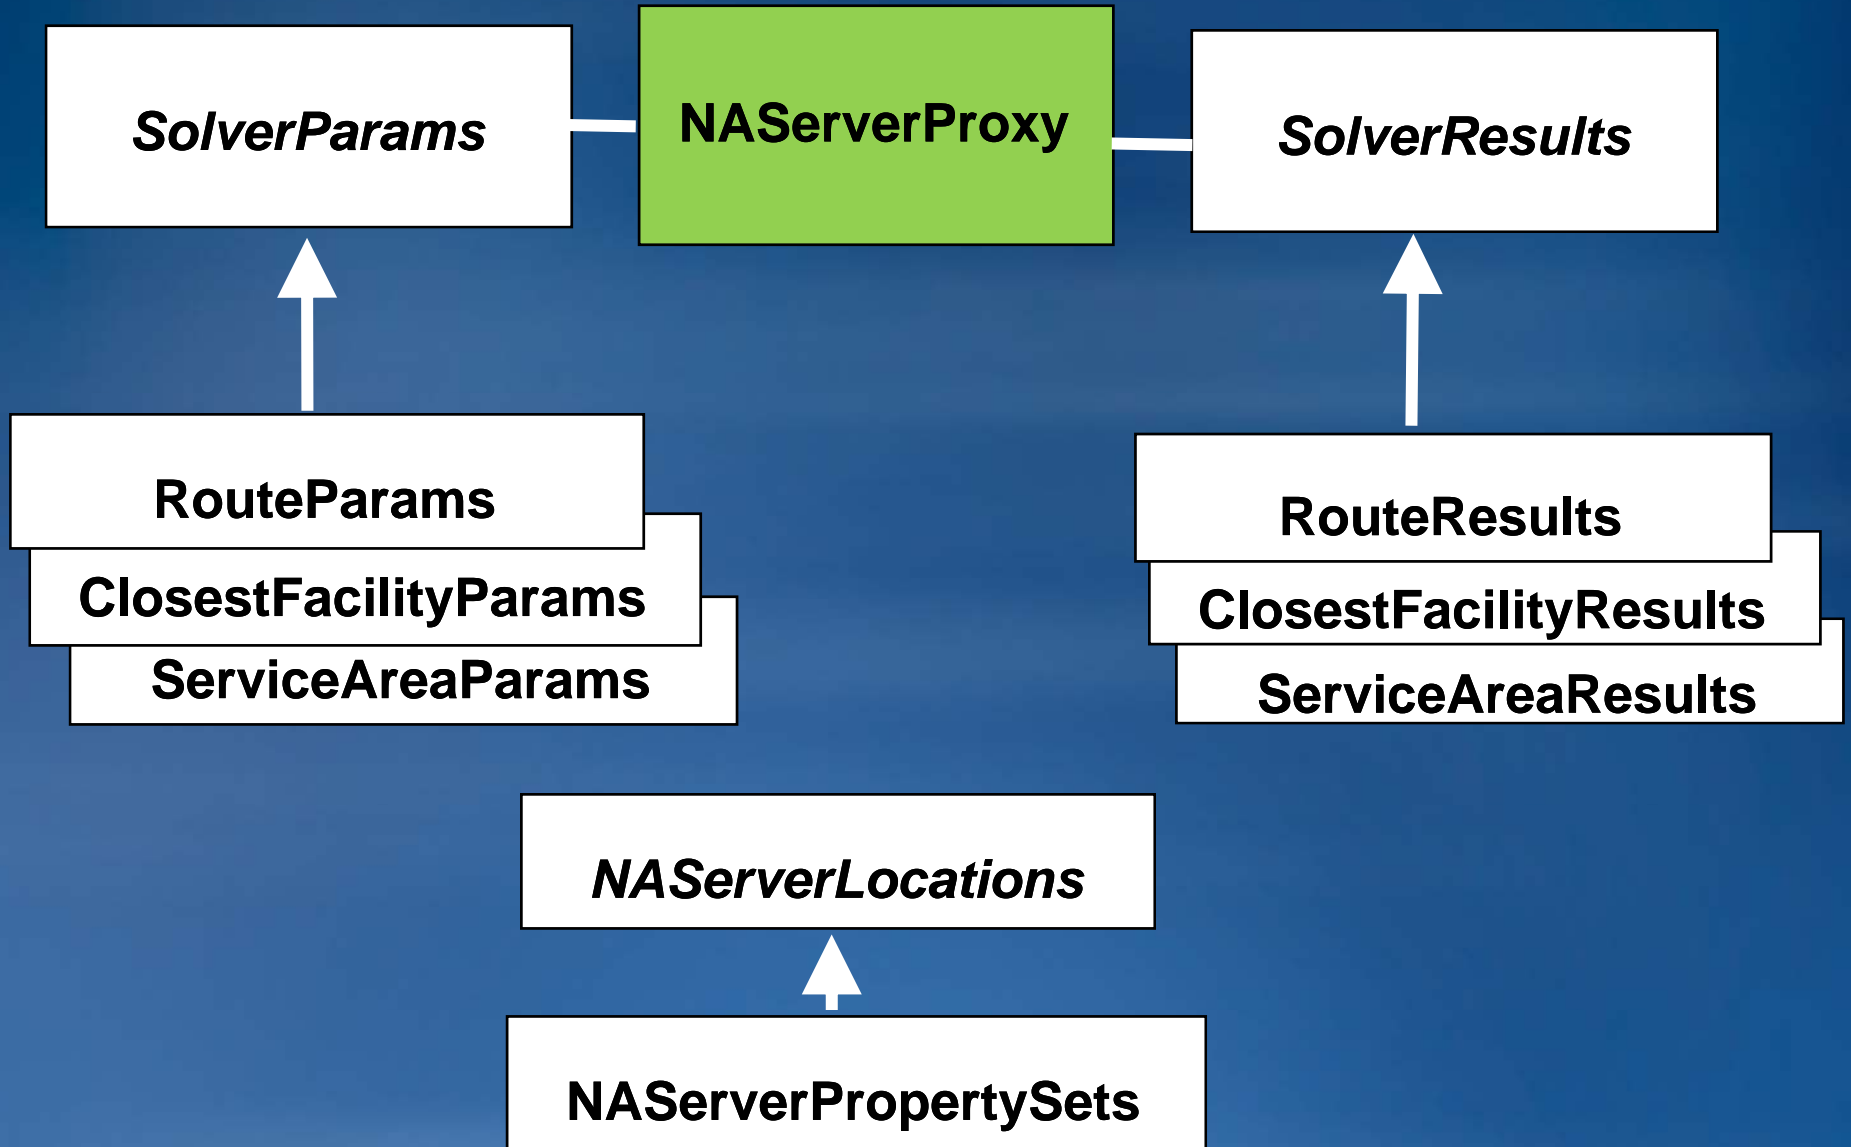 SolverParams
NAServerProxy
SolverResults
RouteParams
ClosestFacilityParams
ServiceAreaParams
RouteResults
ClosestFacilityResults
ServiceAreaResults
NAServerLocations
NAServerPropertySets